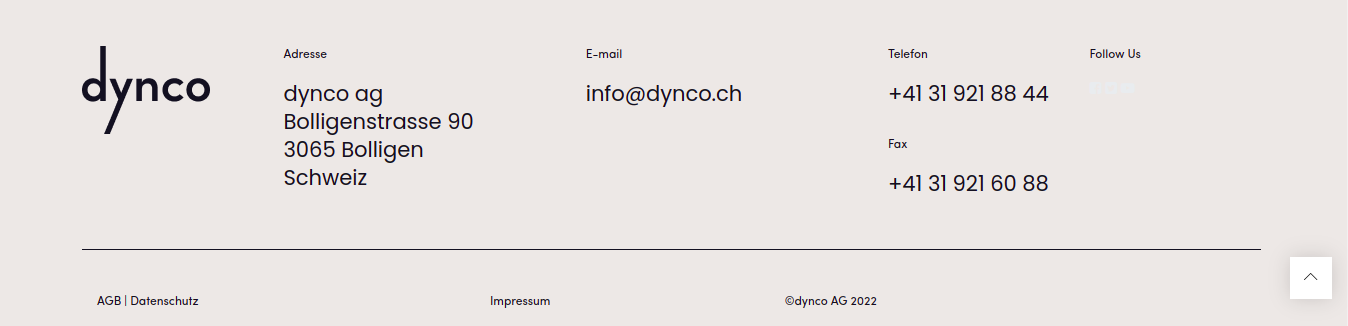 dynco
Adresse
dynco ag
Bolligenstrasse 90
3065 Bolligen
Schweiz
E-mail
info@dynco.ch
Telefon
+41 31 921 88 44
Fax
+41 31 921 60 88
Follow Us
AGB | Datenschutz
Impressum
©dynco AG 2022